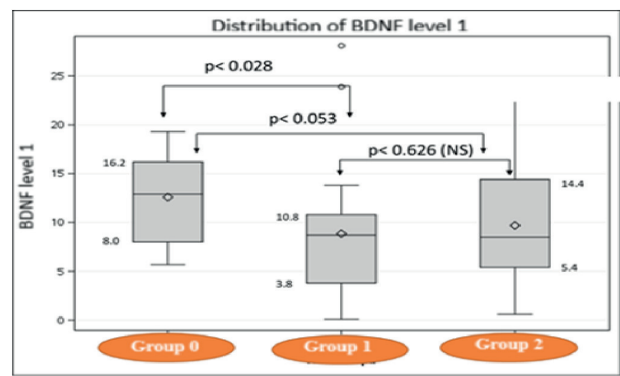 Distribution of BDNF level 1
BDNF level 1
25
20
15
10
5
0
p< 0.028
p< 0.053
p< 0.626 (NS)
16.2
8.0
10.8
3.8
14.4
5.4
Group 0
Group 1
Group 2